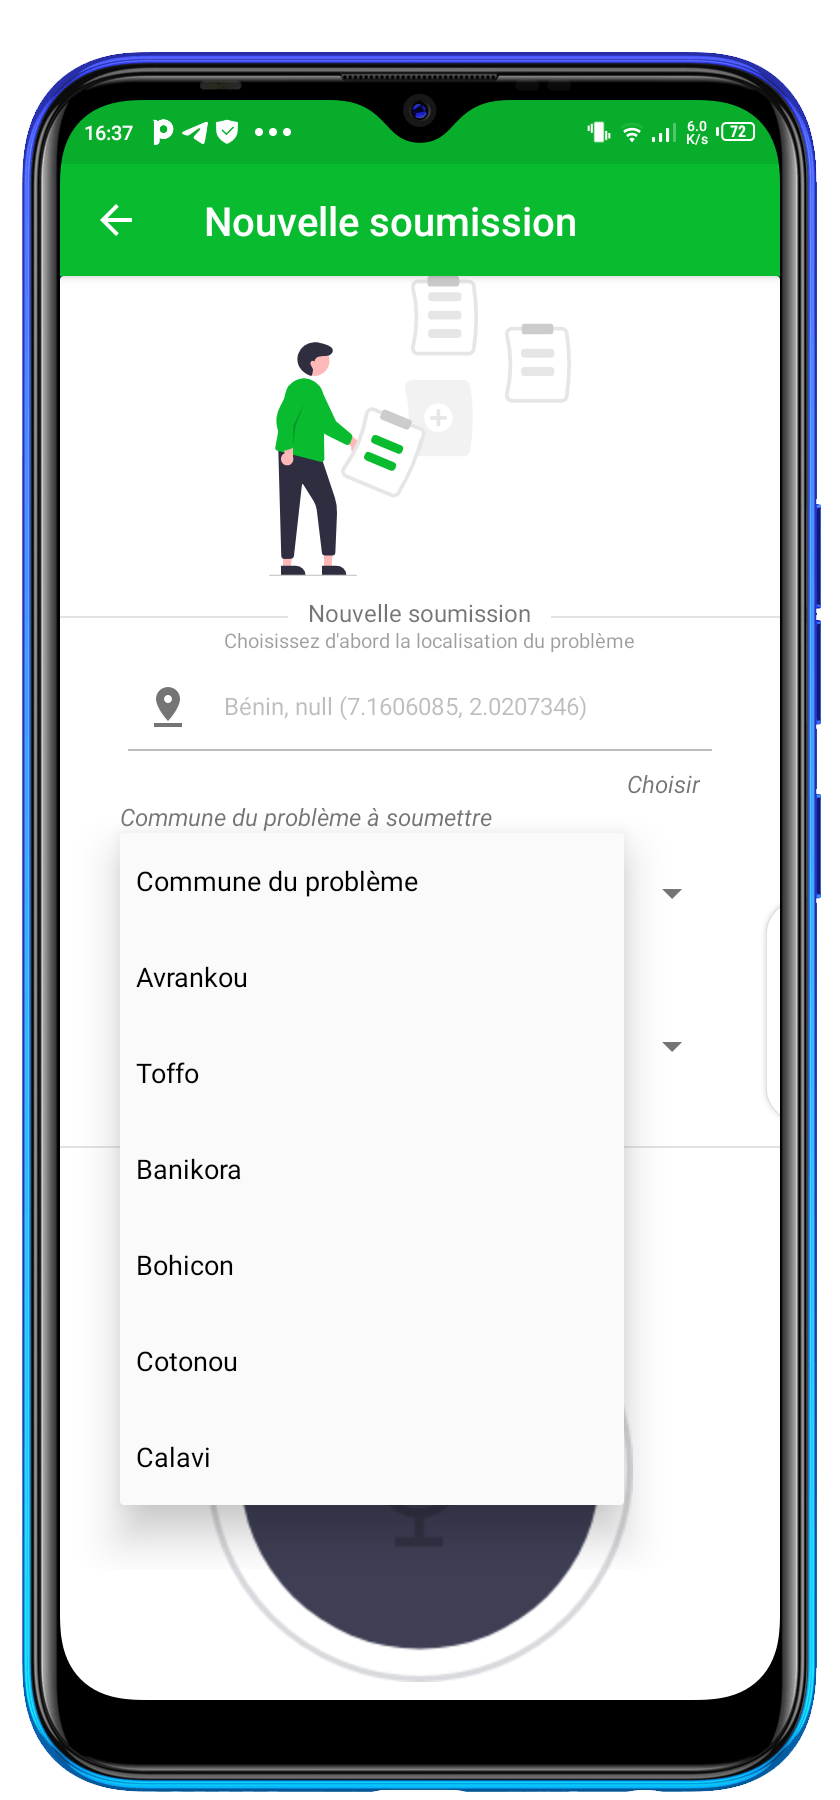 16:37
6.0
K/s
72
Nouvelle soumission
Nouvelle soumission
Choisissez d'abord la localisation du problème
Bénin, null (7.1606085, 2.0207346)
Choisir
Commune du problème à soumettre
Commune du problème
Avrankou
Toffo
Banikora
Bohicon
Cotonou
Calavi